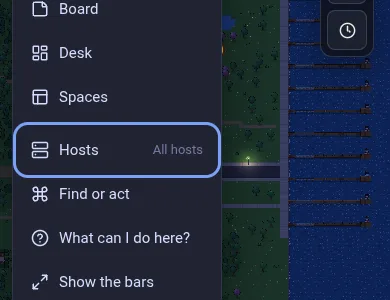 Board
Desk
Spaces
Hosts All hosts
Find or act
What can I do here?
Show the bars